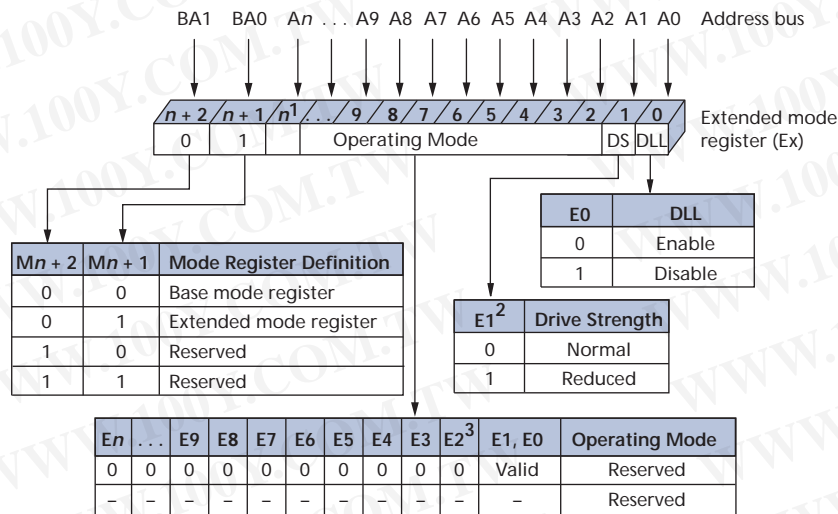 BA1 BA0 An . . . A9 A8 A7 A6 A5 A4 A3 A2 A1 A0 Address bus
n + 2 n + 1 n1 . . . 9 8 7 6 5 4 3 2 1 0
Extended mode
register (Ex)
0 1 Operating Mode DS DLL
E0 DLL
0 Enable
1 Disable
Mn + 2 Mn + 1 Mode Register Definition
0 0 Base mode register
0 1 Extended mode register
1 0 Reserved
1 1 Reserved
E1² Drive Strength
0 Normal
1 Reduced
En . . . E9 E8 E7 E6 E5 E4 E3 E2³ E1, E0 Operating Mode
0 0 0 0 0 0 0 0 0 0 Valid Reserved
– – – – – – – – – – – Reserved
WWW.100Y.COM.TW